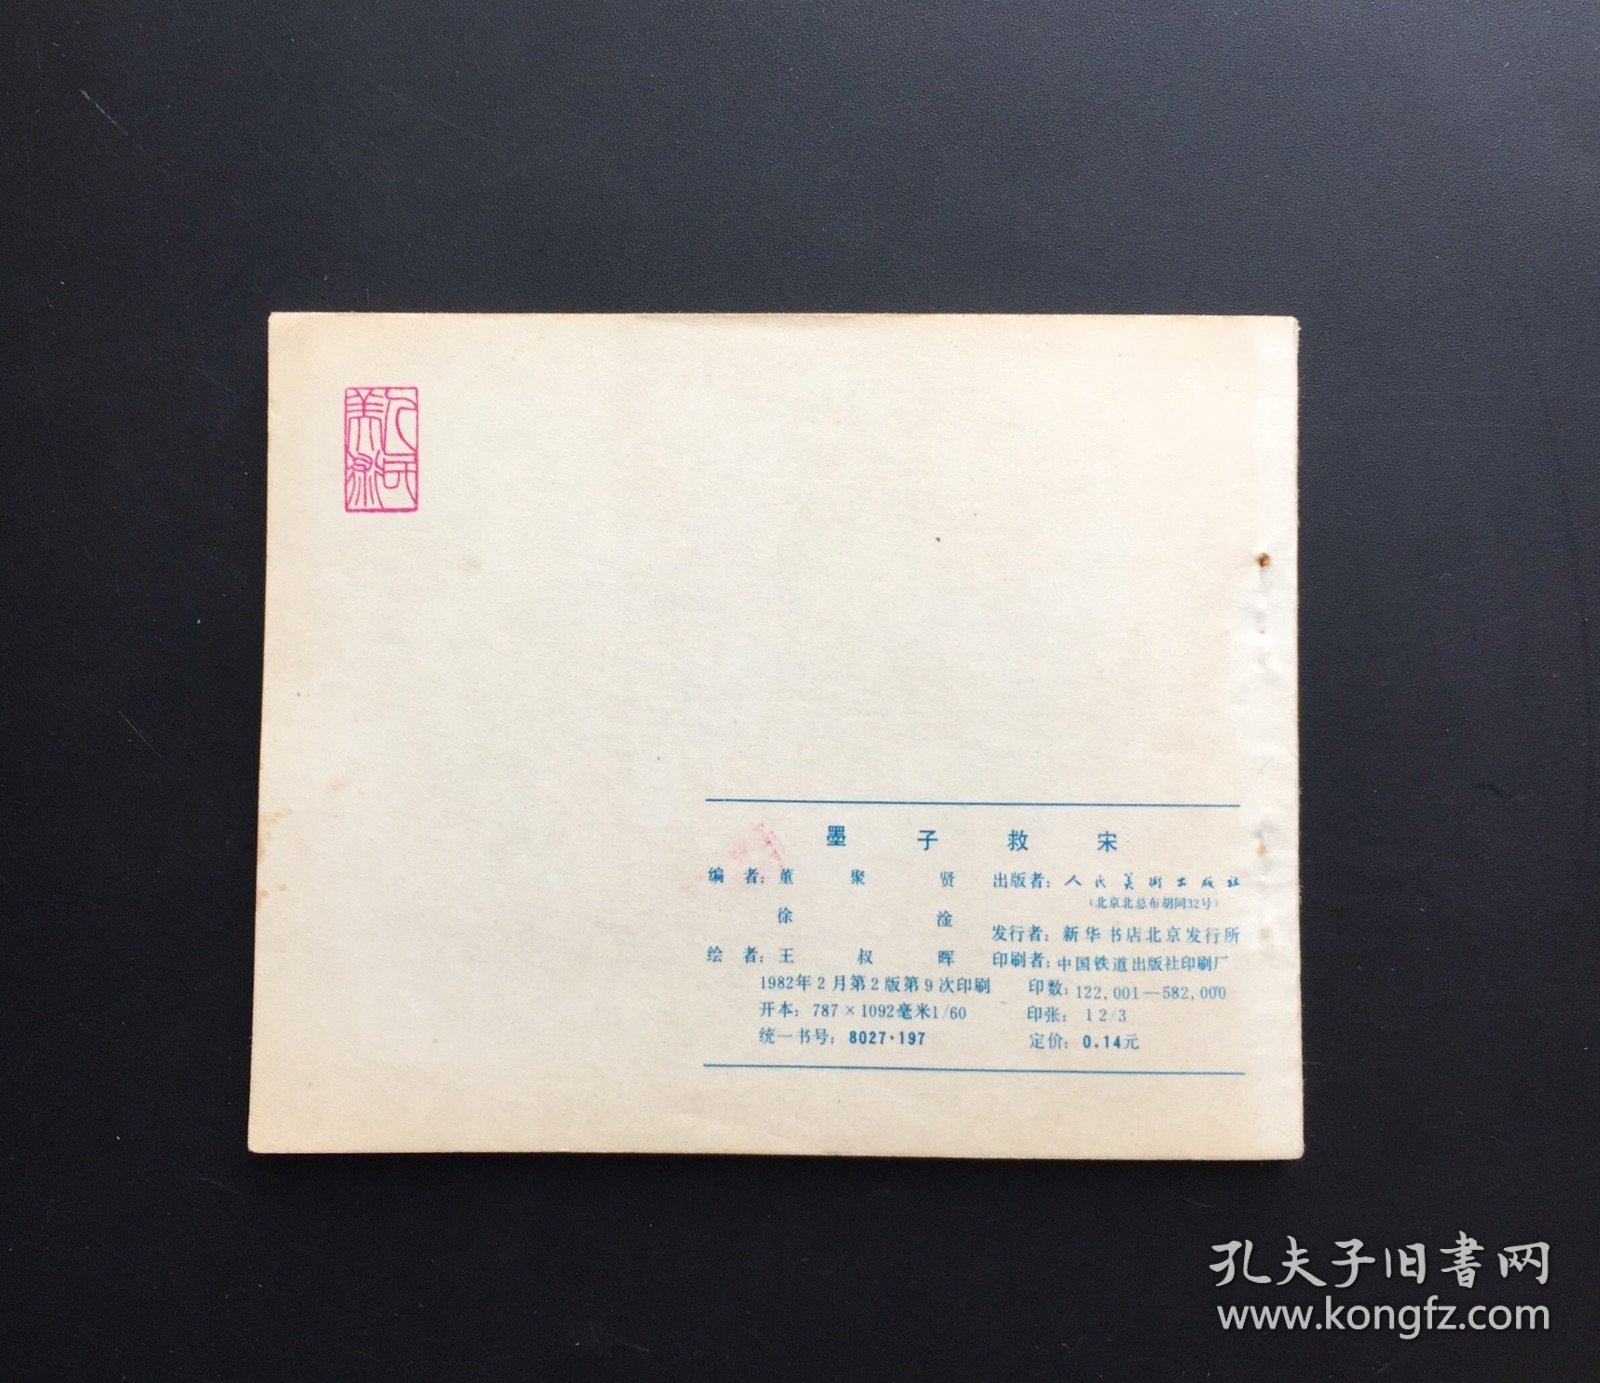 人民
美术
墨子救宋
编者：董聚贤
徐淦
绘者：王叔晖
出版者：人民美術出版社
（北京北总布胡同32号）
发行者：新华书店北京发行所
印刷者：中国铁道出版社印刷厂
1982年2月第2版第9次印刷
印数：122,001—582,000
开本：787×1092毫米1/60
印张：1 2/3
统一书号：8027·197
定价：0.14元
孔夫子旧書网
www.kongfz.com